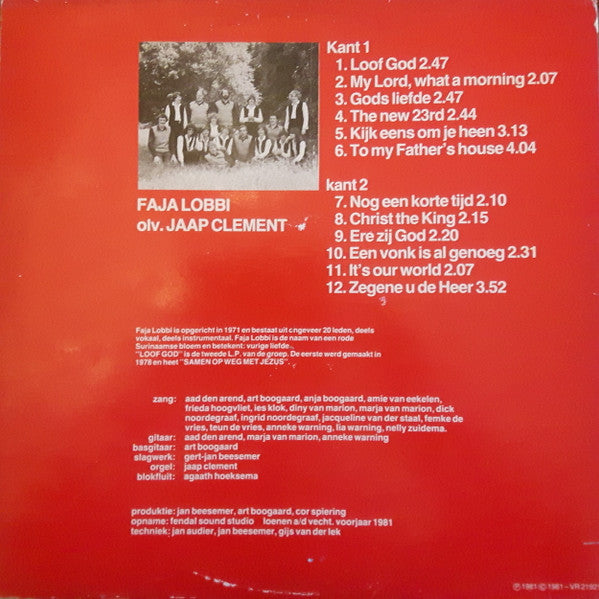 Kant 1
1. Loof God 2.47
2. My Lord, what a morning 2.07
3. Gods liefde 2.47
4. The new 23rd 2.44
5. Kijk eens om je heen 3.13
6. To my Father's house 4.04
kant 2
7. Nog een korte tijd 2.10
8. Christ the King 2.15
9. Ere zij God 2.20
10. Een vonk is al genoeg 2.31
11. It's our world 2.07
12. Zegene u de Heer 3.52
FAJA LOBBI
olv. JAAP CLEMENT
Faja Lobbi is opgericht in 1971 en bestaat uit ongeveer 20 leden, deels
vokaal, deels instrumentaal. Faja Lobbi is de naam van een rode
Surinaamse bloem en betekent: vurige liefde
"LOOF GOD" is de tweede L.P. van de groep. De eerste werd gemaakt in
1978 en heet "SAMEN OP WEG MET JEZUS".
zang: aad den arend, art boogaard, anja boogaard, amie van eekelen,
frieda hoogvliet, ies klok, diny van marion, marja van marion, dick
noordegraaf, ingrid noordegraaf, jacqueline van der staal, femke de
vries, teun de vries, anneke warning, lia warning, nelly zuidema.
gitaar: aad den arend, marja van marion, anneke warning
basgitaar: art boogaard
slagwerk: gert-jan beesemer
orgel: jaap clement
blokfluit: agaath hoeksema
produktie: jan beesemer, art boogaard, cor spiering
opname: fendal sound studio loenen a/d vecht. voorjaar 1981
techniek: jan audier, jan beesemer, gijs van der lek
℗ 1981 © 1981 - VR 21921